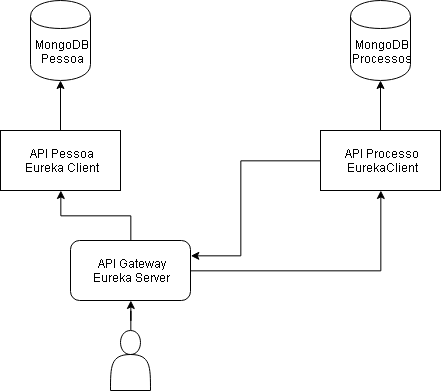 MongoDB
Pessoa
MongoDB
Processos
API Pessoa
Eureka Client
API Processo
EurekaClient
API Gateway
Eureka Server